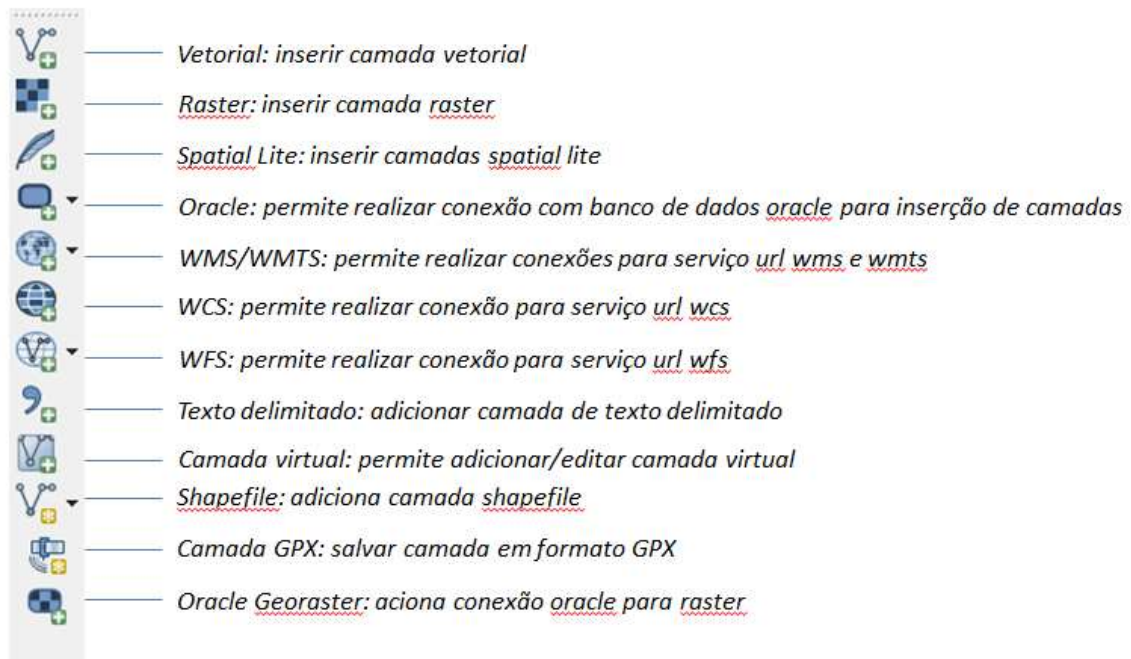 Vetorial: inserir camada vetorial
Raster: inserir camada raster
Spatial Lite: inserir camadas spatial lite
Oracle: permite realizar conexão com banco de dados oracle para inserção de camadas
WMS/WMTS: permite realizar conexões para serviço url wms e wmts
WCS: permite realizar conexão para serviço url wcs
WFS: permite realizar conexão para serviço url wfs
Texto delimitado: adicionar camada de texto delimitado
Camada virtual: permite adicionar/editar camada virtual
Shapefile: adiciona camada shapefile
Camada GPX: salvar camada em formato GPX
Oracle Georaster: aciona conexão oracle para raster